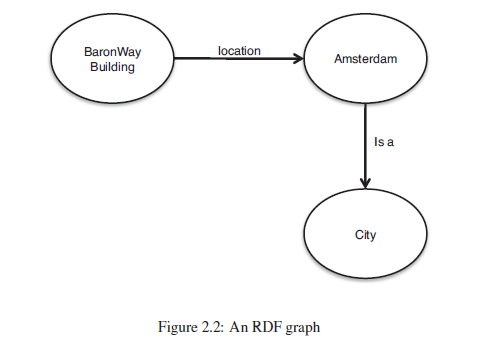 BaronWay
Building
location
Amsterdam
Is a
City
Figure 2.2: An RDF graph